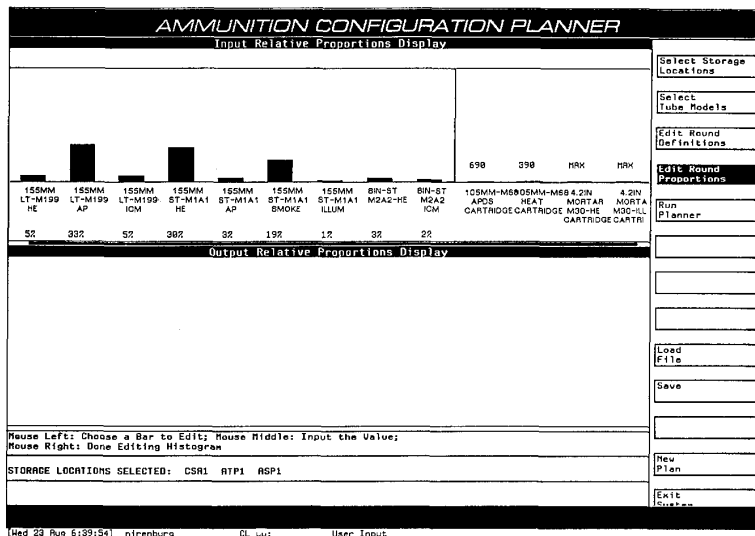 AMMUNITION CONFIGURATION PLANNER
Input Relative Proportions Display
690 390 MAX MAX
155MM 155MM 155MM 155MM 155MM 155MM 155MM 8IN-ST 8IN-ST 105MM-M68 105MM-M68 4.2IN 4.2IN
LT-M199 LT-M199 LT-M199 ST-M1A1 ST-M1A1 ST-M1A1 ST-M1A1 M2A2-HE M2A2 APDS HEAT MORTAR MORTA
HE AP ICM HE AP SMOKE ILLUM ICM CARTRIDGE CARTRIDGE M30-HE M30-ILL
CARTRIDGE CARTRI
5% 33% 5% 30% 3% 19% 1% 3% 2%
Output Relative Proportions Display
Mouse Left: Choose a Bar to Edit; Mouse Middle: Input the Value;
Mouse Right: Done Editing Histogram
STORAGE LOCATIONS SELECTED: CSA1 ATP1 ASP1
Select Storage
Locations
Select
Tube Models
Edit Round
Definitions
Edit Round
Proportions
Run
Planner
Load
File
Save
New
Plan
Exit
System
[Wed 23 Aug 6:39:54] nirenburg CL User Input